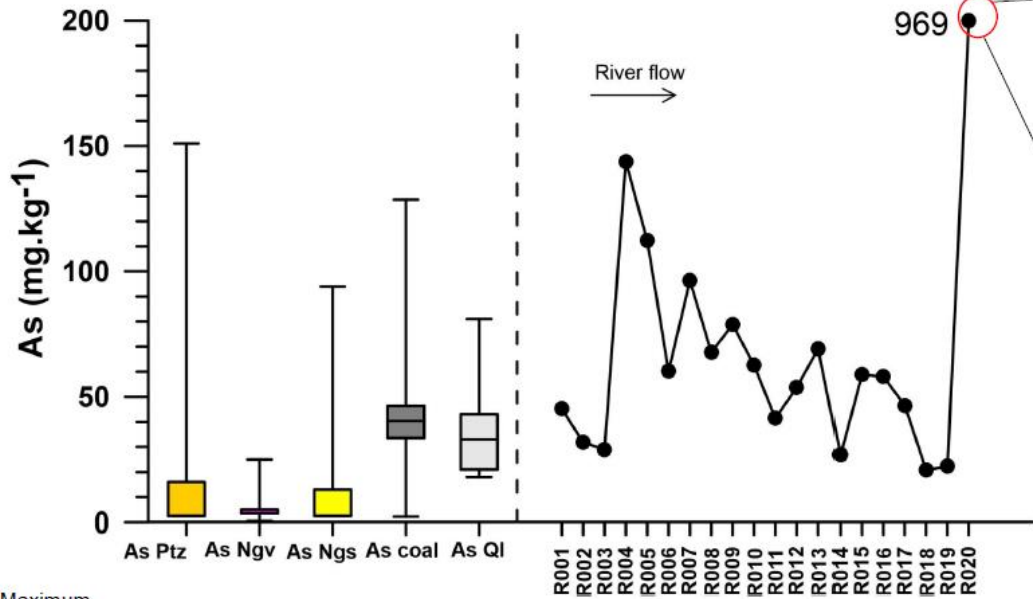 200
150
100
50
0
As (mg.kg-1)
As Ptz
As Ngv
As Ngs
As coal
As Ql
River flow
969
R001
R002
R003
R004
R005
R006
R007
R008
R009
R010
R011
R012
R013
R014
R015
R016
R017
R018
R019
R020
Maximum